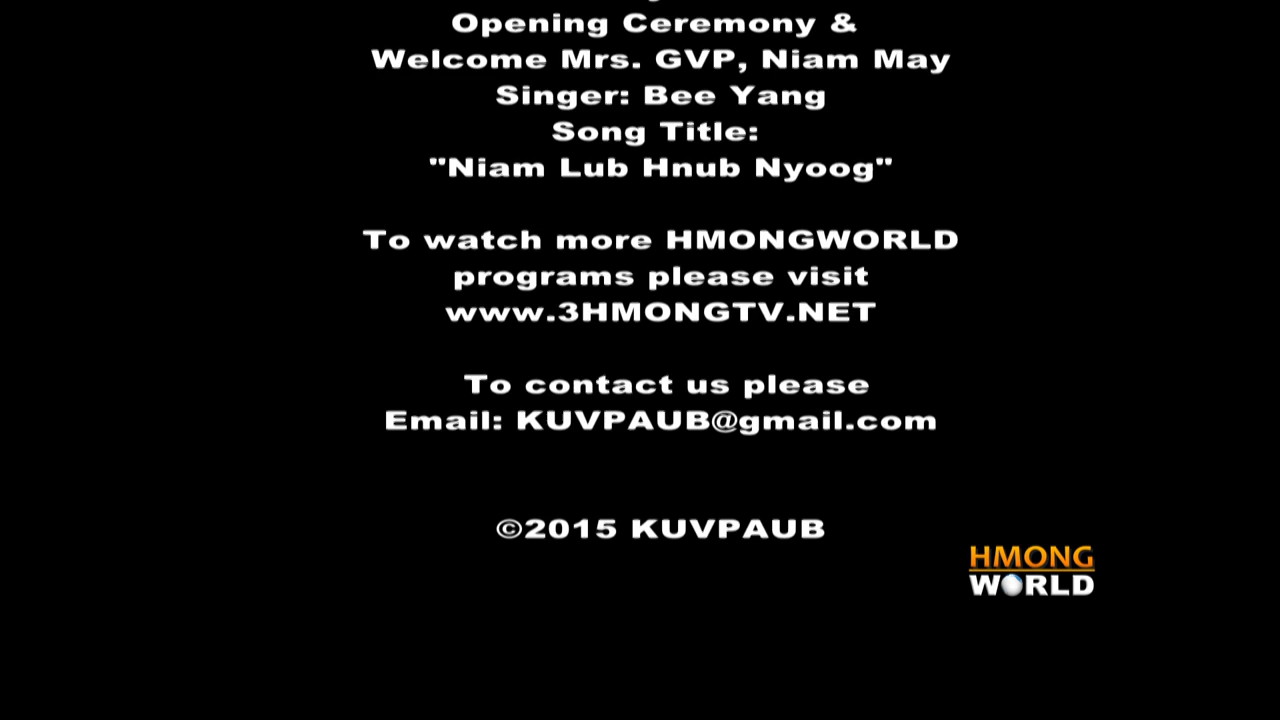 Opening Ceremony &
Welcome Mrs. GVP, Niam May
Singer: Bee Yang
Song Title:
"Niam Lub Hnub Nyoog"
To watch more HMONGWORLD
programs please visit
www.3HMONGTV.NET
To contact us please
Email: KUVPAUB@gmail.com
©2015 KUVPAUB
HMONG
WORLD